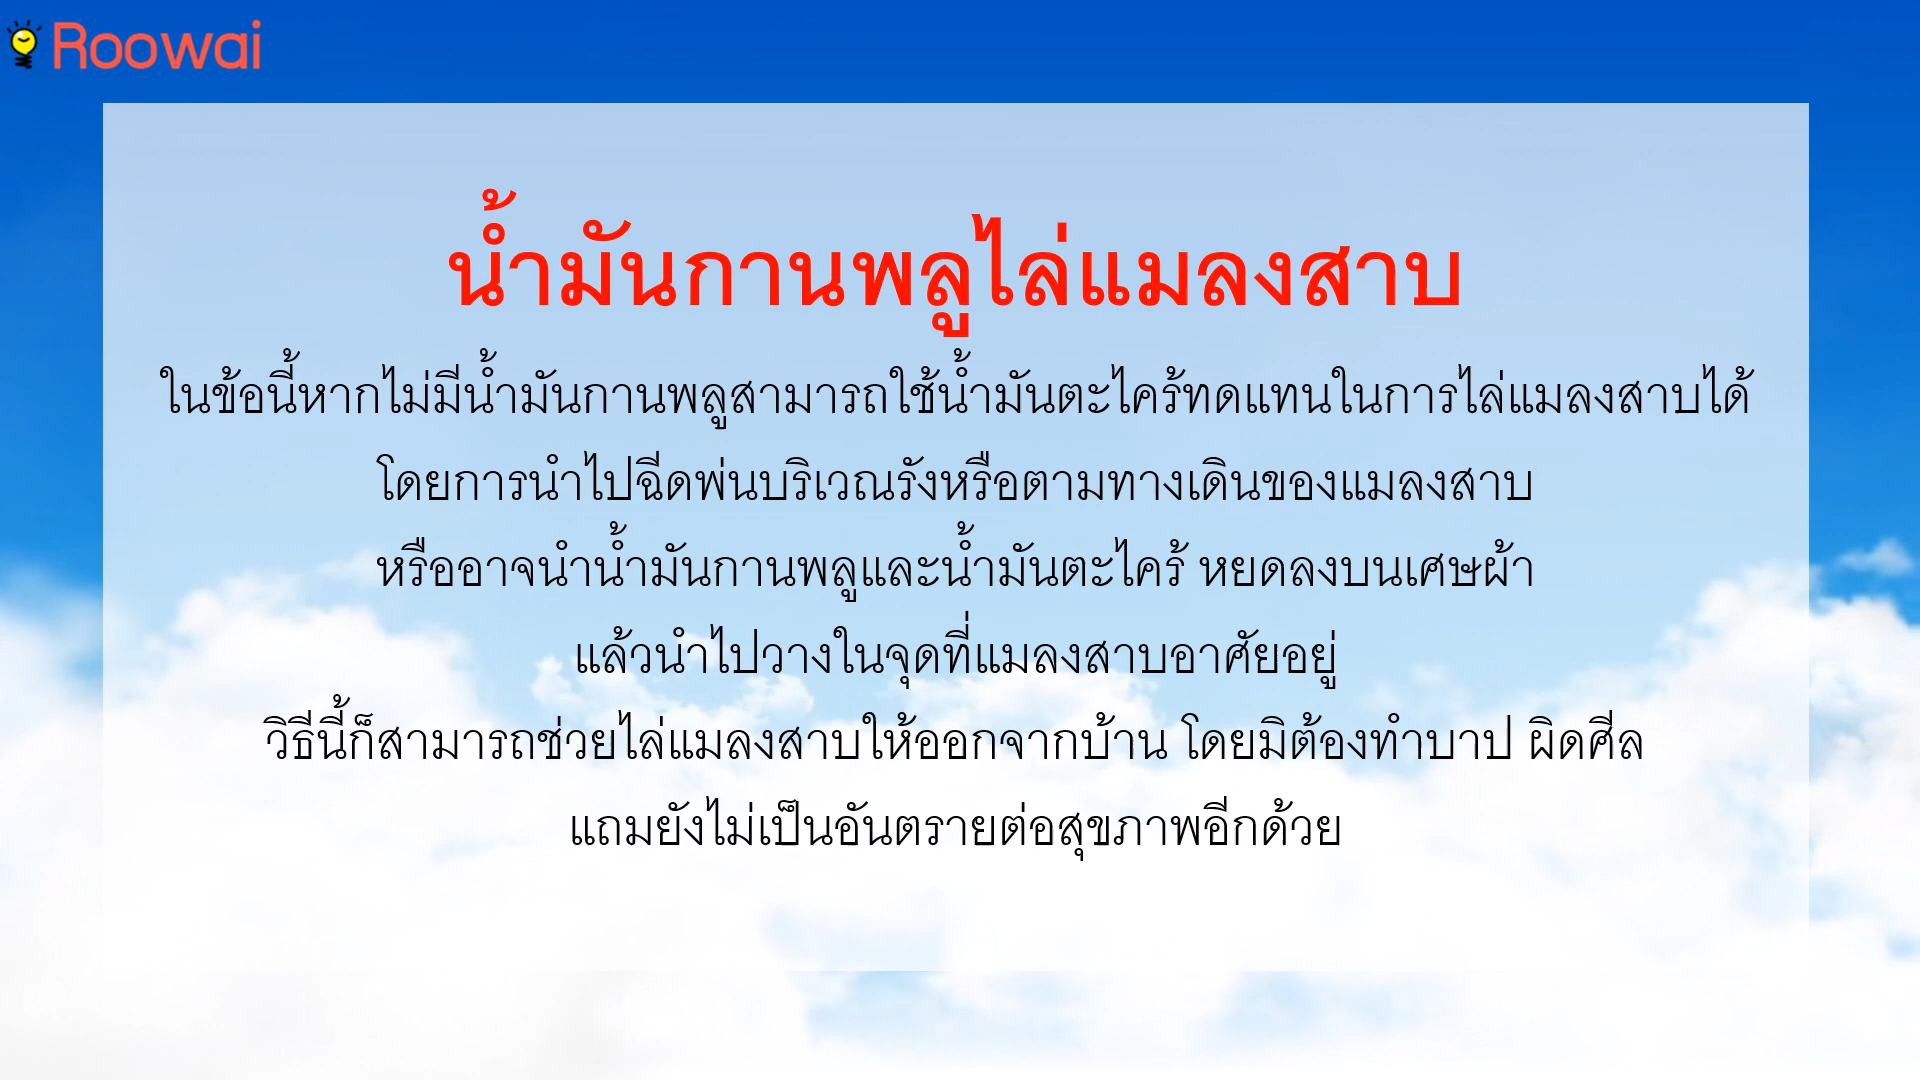 Roowai
น้ำมันกานพลูไล่แมลงสาบ
ในข้อนี้หากไม่มีน้ำมันกานพลูสามารถใช้น้ำมันตะไคร้ทดแทนในการไล่แมลงสาบได้
โดยการนำไปฉีดพ่นบริเวณรังหรือตามทางเดินของแมลงสาบ
หรืออาจนำน้ำมันกานพลูและน้ำมันตะไคร้ หยดลงบนเศษผ้า
แล้วนำไปวางในจุดที่แมลงสาบอาศัยอยู่
วิธีนี้ก็สามารถช่วยไล่แมลงสาบให้ออกจากบ้าน โดยมิต้องทำบาป ผิดศีล
แถมยังไม่เป็นอันตรายต่อสุขภาพอีกด้วย